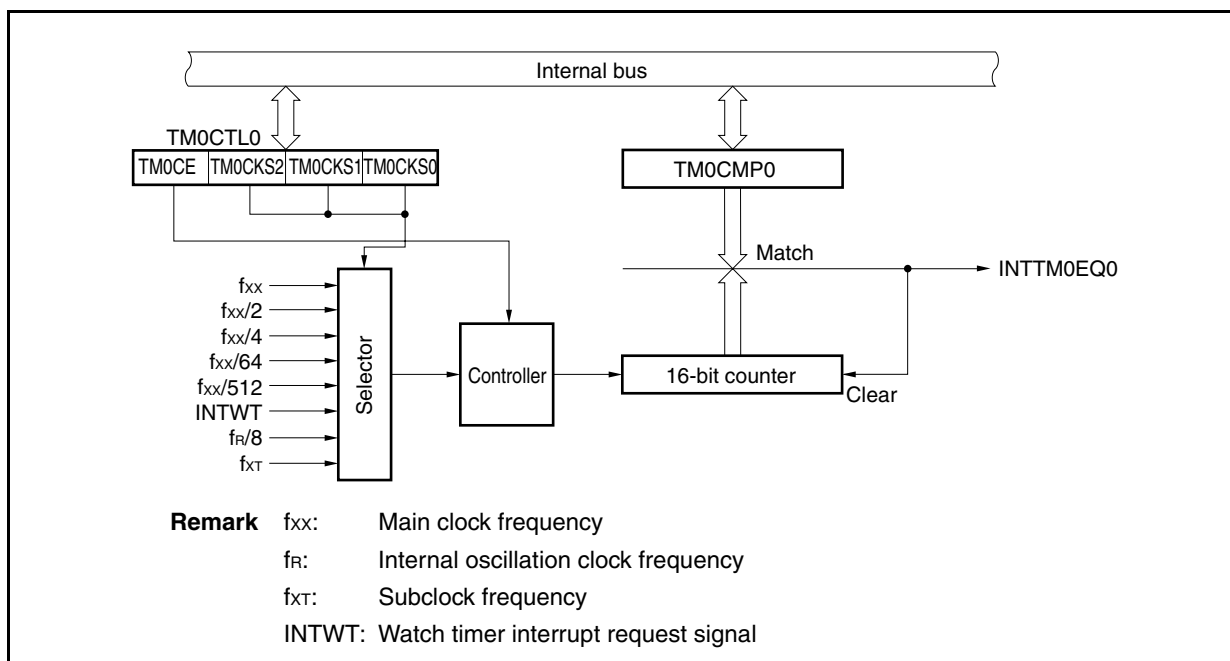 Internal bus
TM0CTL0
TM0CE TM0CKS2 TM0CKS1 TM0CKS0
TM0CMP0
Match
INTTM0EQ0
fXX
fXX/2
fXX/4
fXX/64
fXX/512
INTWT
fR/8
fXT
Selector
Controller
16-bit counter
Clear
Remark fXX: Main clock frequency
fR: Internal oscillation clock frequency
fXT: Subclock frequency
INTWT: Watch timer interrupt request signal